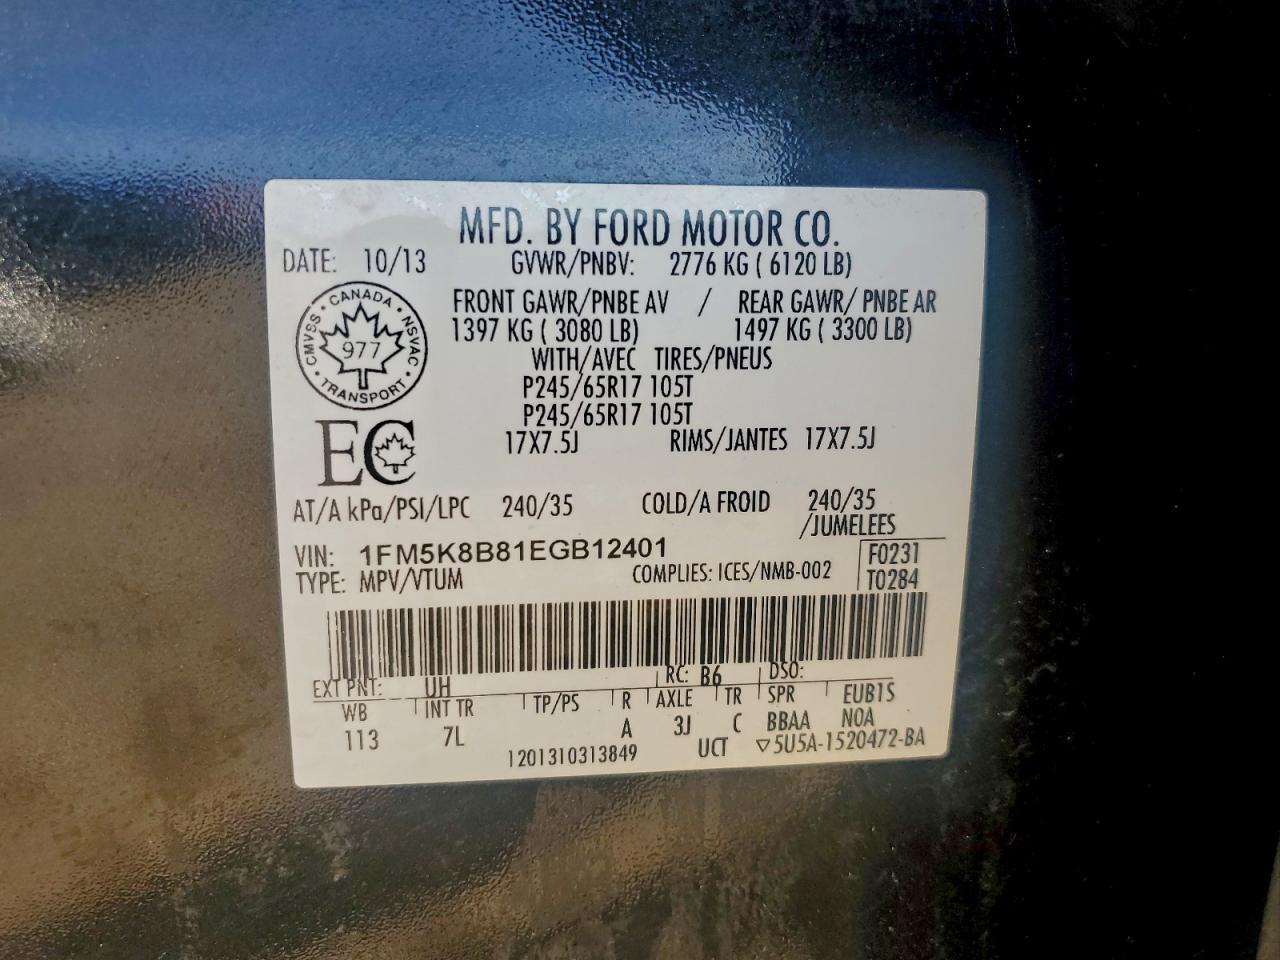 MFD. BY FORD MOTOR CO.
DATE: 10/13 GVWR/PNBV: 2776 KG ( 6120 LB)
FRONT GAWR/PNBE AV / REAR GAWR/ PNBE AR
1397 KG ( 3080 LB) 1497 KG ( 3300 LB)
WITH/AVEC TIRES/PNEUS
P245/65R17 105T
P245/65R17 105T
17X7.5J RIMS/JANTES 17X7.5J
CANADA
CMVSS NSVAC
977
TRANSPORT
EC
AT/A kPa/PSI/LPC 240/35 COLD/A FROID 240/35
/JUMELEES
VIN: 1FM5K8B81EGB12401 F0231
TYPE: MPV/VTUM COMPLIES: ICES/NMB-002 T0284
EXT PNT: UH RC: B6 DSO:
WB INT TR TP/PS R AXLE TR SPR EUB1S
113 7L A 3J C BBAA NOA
1201310313849 UCT ▽5U5A-1520472-BA